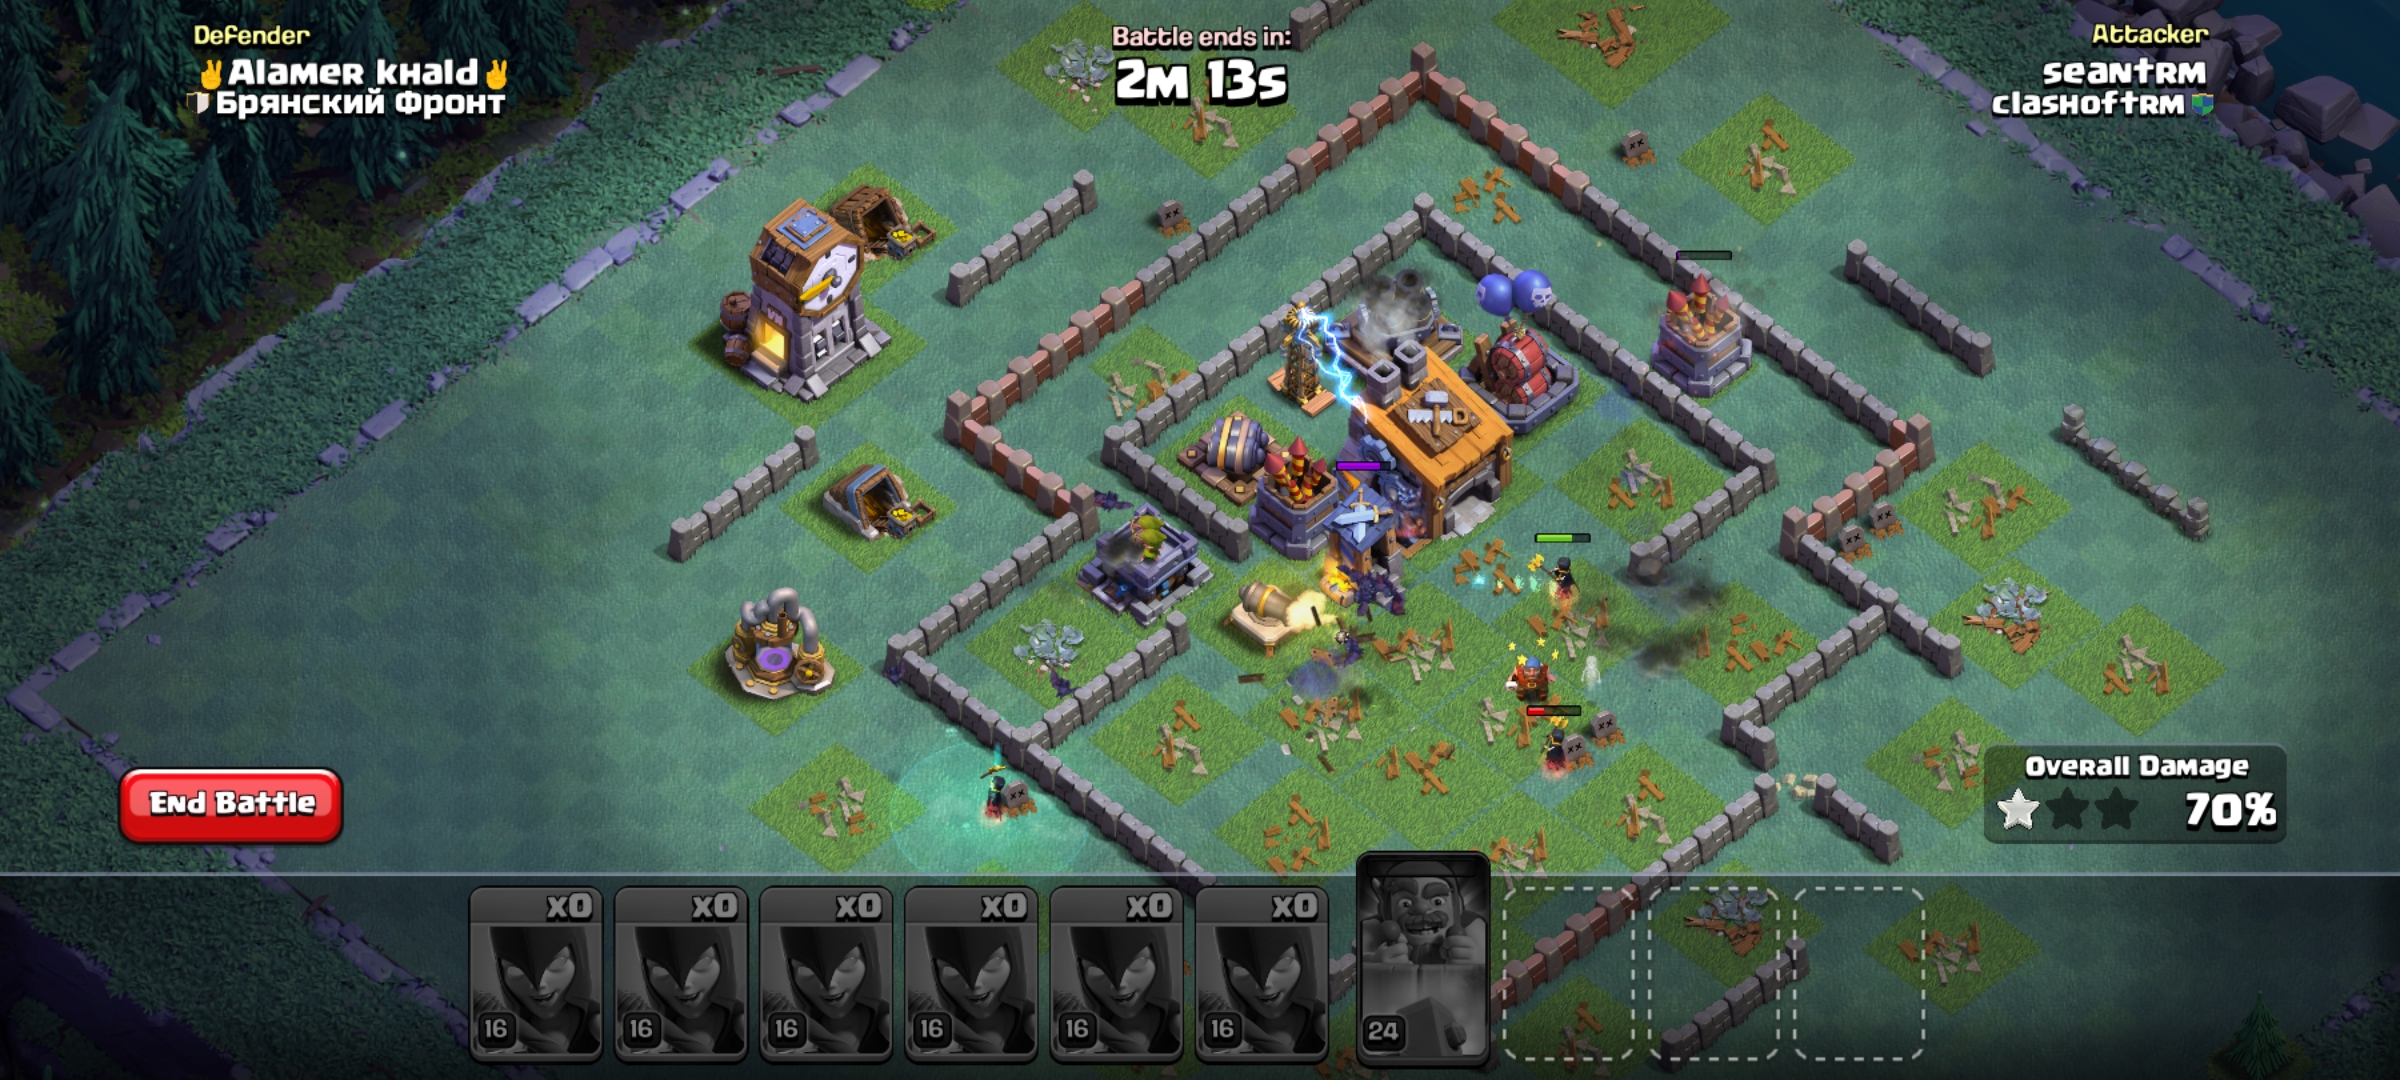 Defender
✌Alamer khald✌
Брянский Фронт
Battle ends in:
2M 13s
Attacker
seantrm
clashoftrm
End Battle
Overall Damage
70%
x0
x0
x0
x0
x0
x0
16
16
16
16
16
16
24